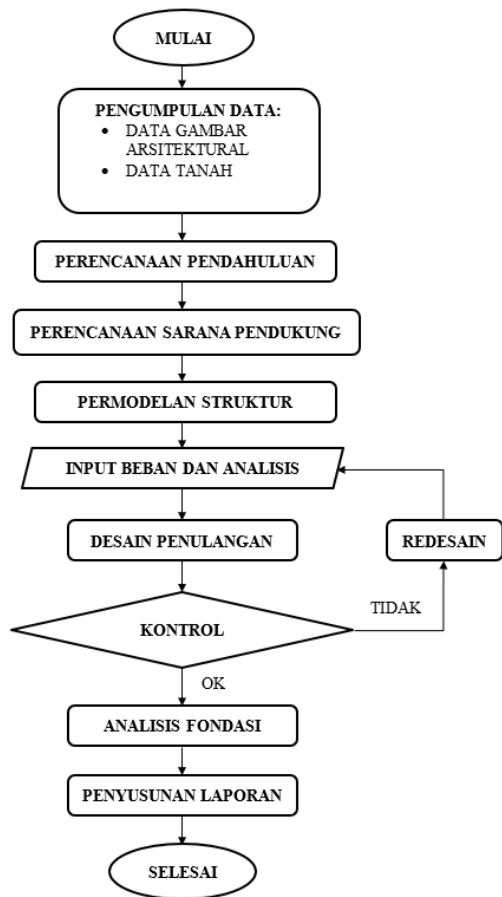 MULAI
PENGUMPULAN DATA:
• DATA GAMBAR
ARSITEKTURAL
• DATA TANAH
PERENCANAAN PENDAHULUAN
PERENCANAAN SARANA PENDUKUNG
PERMODELAN STRUKTUR
INPUT BEBAN DAN ANALISIS
DESAIN PENULANGAN
REDESAIN
KONTROL
TIDAK
OK
ANALISIS FONDASI
PENYUSUNAN LAPORAN
SELESAI